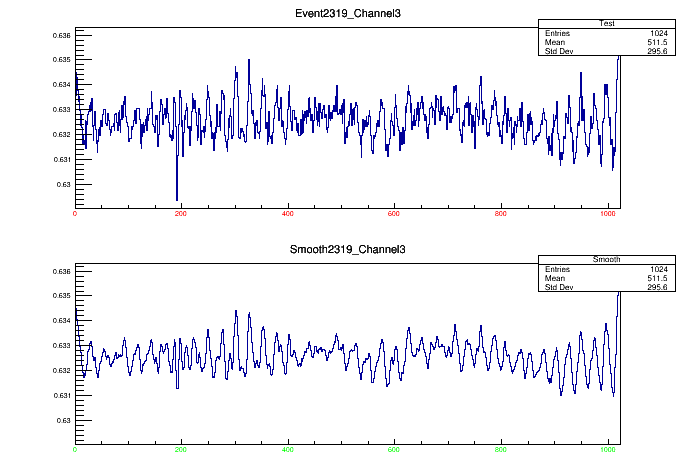 Event2319_Channel3
Test
Entries 1024
Mean 511.5
Std Dev 295.6
0.636
0.635
0.634
0.633
0.632
0.631
0.63
0 200 400 600 800 1000
Smooth2319_Channel3
Smooth
Entries 1024
Mean 511.5
Std Dev 295.6
0.636
0.635
0.634
0.633
0.632
0.631
0.63
0 200 400 600 800 1000